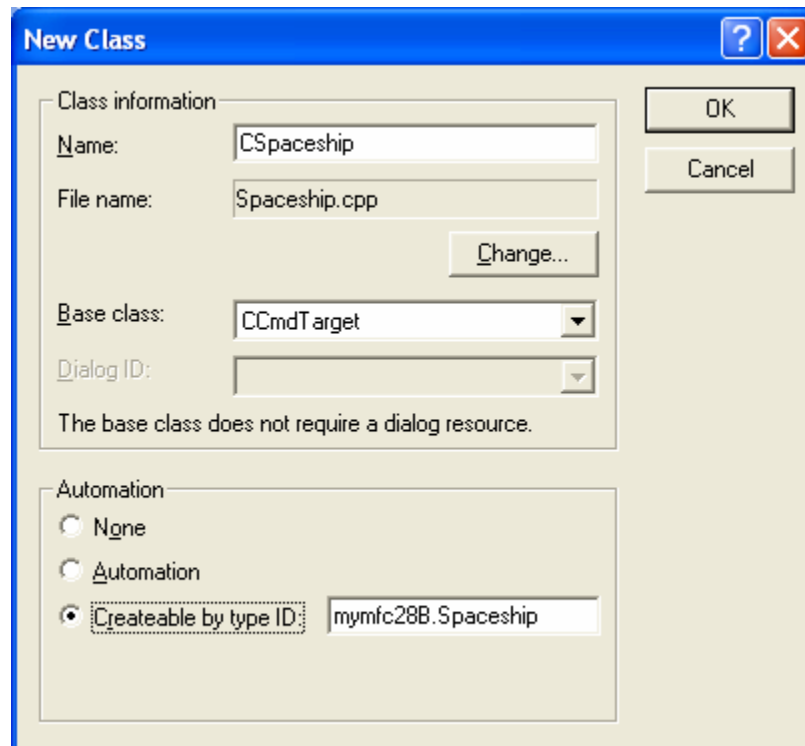 New Class
Class information
Name:
CSpaceship
File name:
Spaceship.cpp
Change...
Base class:
CCmdTarget
Dialog ID:
The base class does not require a dialog resource.
Automation
None
Automation
Createable by type ID:
mymfc28B.Spaceship
OK
Cancel